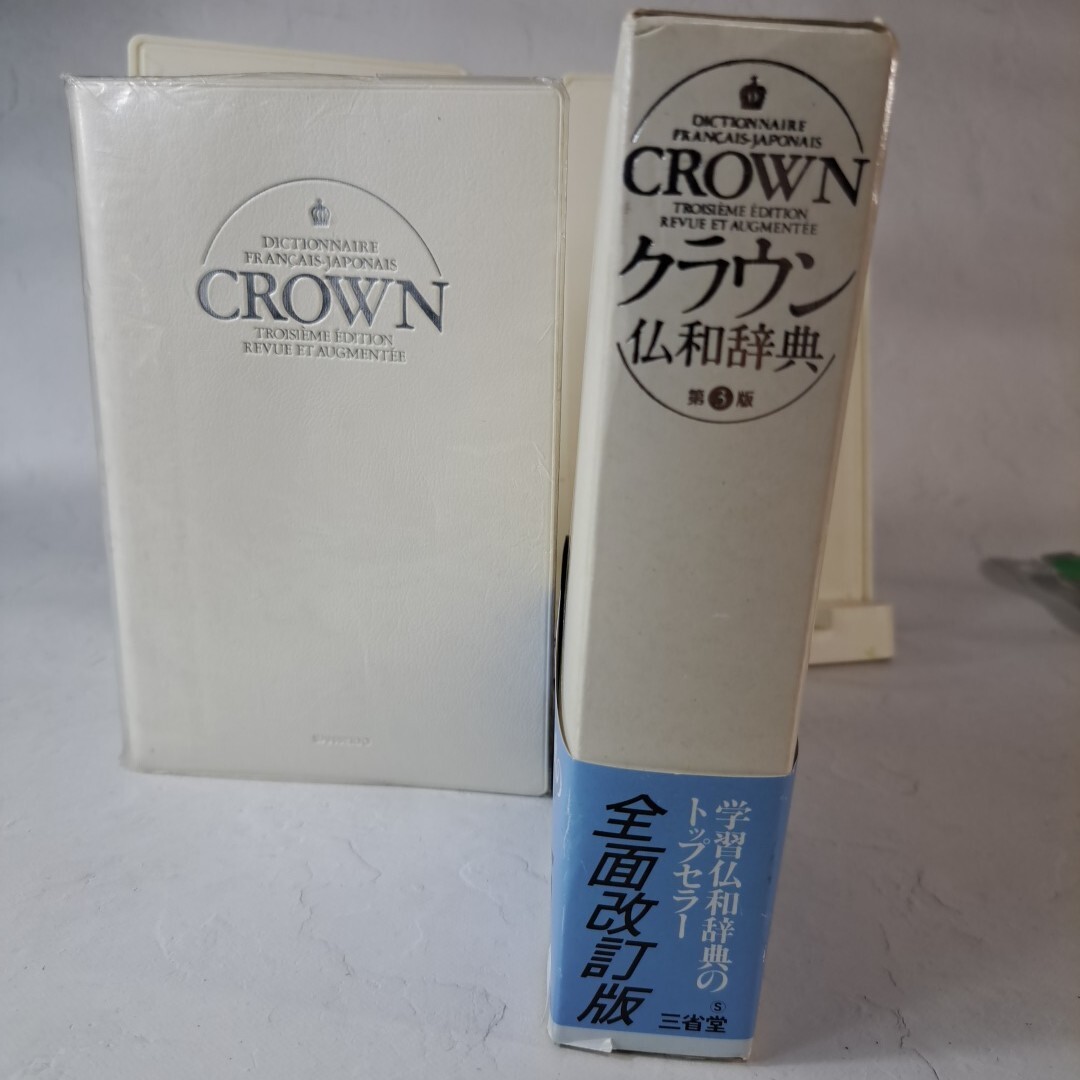 DICTIONNAIRE
FRANÇAIS-JAPONAIS
CROWN
TROISIÈME ÉDITION
REVUE ET AUGMENTÉE
DICTIONNAIRE
FRANÇAIS-JAPONAIS
CROWN
TROISIÈME ÉDITION
REVUE ET AUGMENTÉE
クラウン
仏和辞典
第3版
学習仏和辞典の
トップセラー
全面改訂版
Ⓢ
三省堂